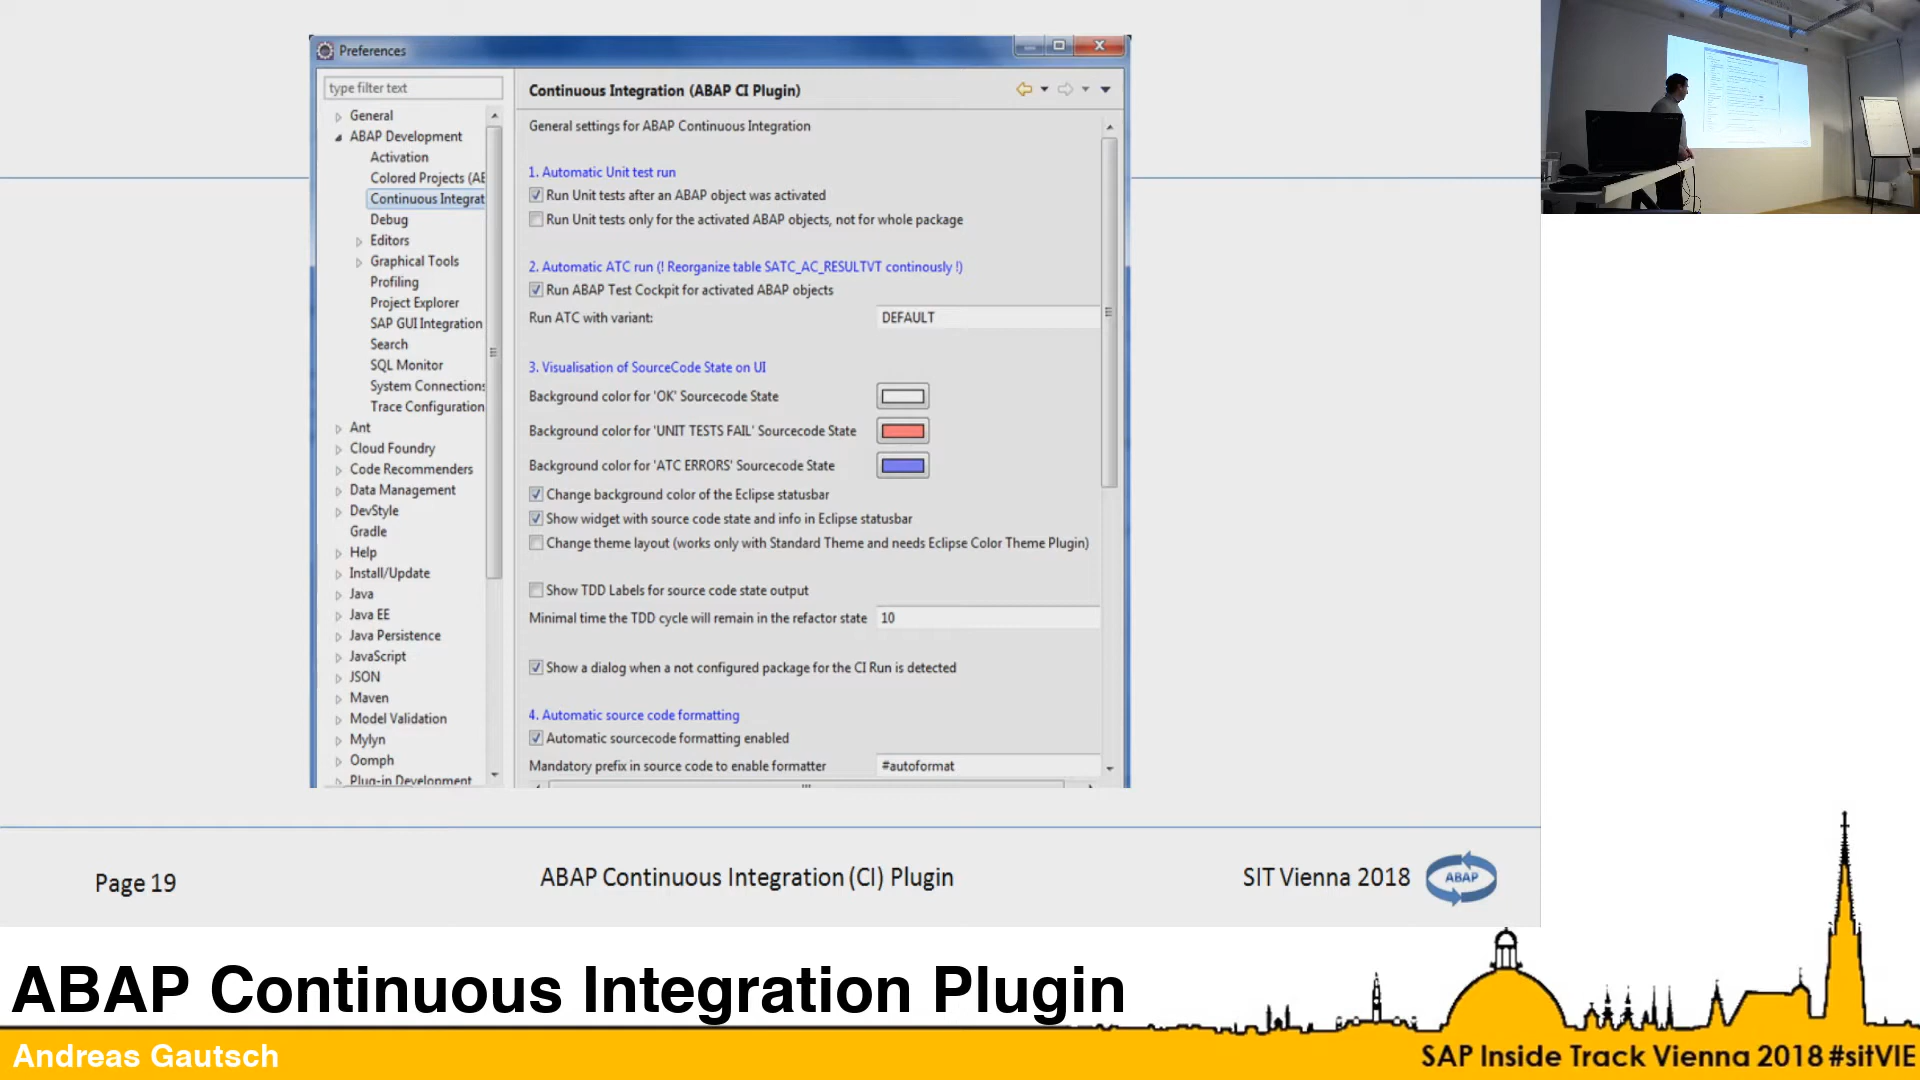 Preferences
type filter text
General
ABAP Development
Activation
Colored Projects (AE
Continuous Integrat
Debug
Editors
Graphical Tools
Profiling
Project Explorer
SAP GUI Integration
Search
SQL Monitor
System Connections
Trace Configuration
Ant
Cloud Foundry
Code Recommenders
Data Management
DevStyle
Gradle
Help
Install/Update
Java
Java EE
Java Persistence
JavaScript
JSON
Maven
Model Validation
Mylyn
Oomph
Plug-in Development
Continuous Integration (ABAP CI Plugin)
General settings for ABAP Continuous Integration
1. Automatic Unit test run
Run Unit tests after an ABAP object was activated
Run Unit tests only for the activated ABAP objects, not for whole package
2. Automatic ATC run (! Reorganize table SATC_AC_RESULTVT continously !)
Run ABAP Test Cockpit for activated ABAP objects
Run ATC with variant: DEFAULT
3. Visualisation of SourceCode State on UI
Background color for 'OK' Sourcecode State
Background color for 'UNIT TESTS FAIL' Sourcecode State
Background color for 'ATC ERRORS' Sourcecode State
Change background color of the Eclipse statusbar
Show widget with source code state and info in Eclipse statusbar
Change theme layout (works only with Standard Theme and needs Eclipse Color Theme Plugin)
Show TDD Labels for source code state output
Minimal time the TDD cycle will remain in the refactor state 10
Show a dialog when a not configured package for the CI Run is detected
4. Automatic source code formatting
Automatic sourcecode formatting enabled
Mandatory prefix in source code to enable formatter #autoformat
Page 19
ABAP Continuous Integration (CI) Plugin
SIT Vienna 2018
ABAP
ABAP Continuous Integration Plugin
Andreas Gautsch
SAP Inside Track Vienna 2018 #sitVIE